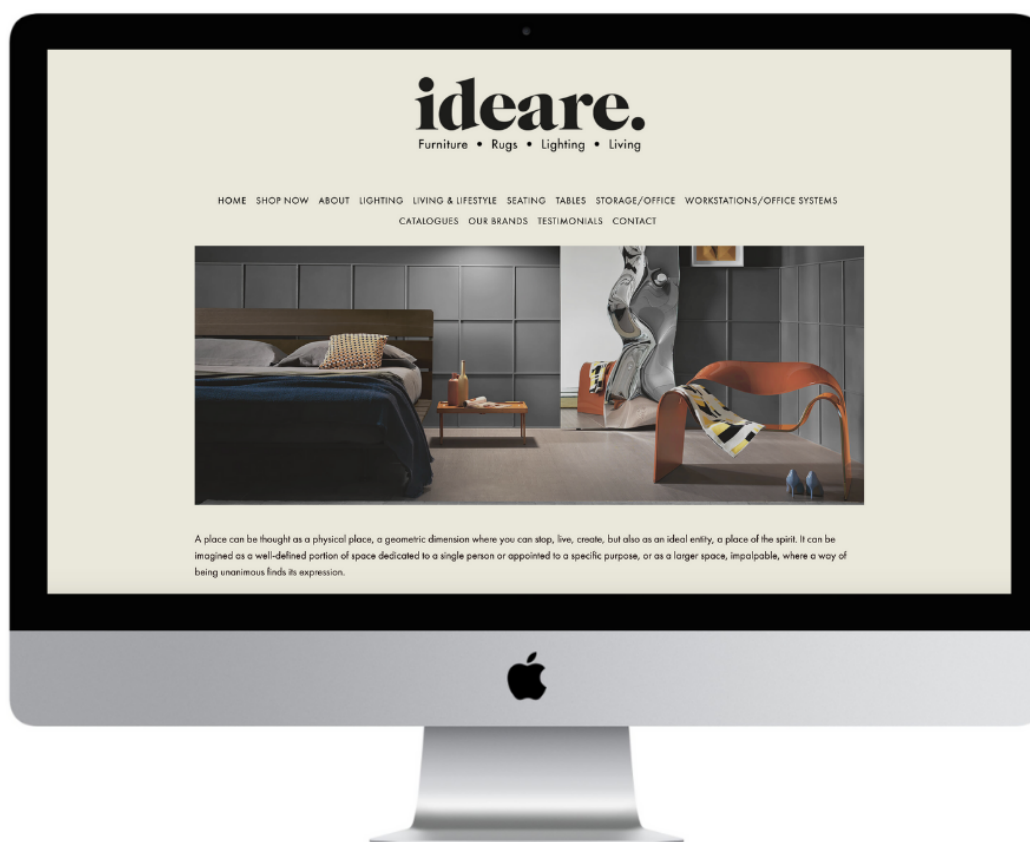 ideare.
Furniture • Rugs • Lighting • Living
HOME SHOP NOW ABOUT LIGHTING LIVING & LIFESTYLE SEATING TABLES STORAGE/OFFICE WORKSTATIONS/OFFICE SYSTEMS
CATALOGUES OUR BRANDS TESTIMONIALS CONTACT
A place can be thought as a physical place, a geometric dimension where you can stop, live, create, but also as an ideal entity, a place of the spirit. It can be
imagined as a well-defined portion of space dedicated to a single person or appointed to a specific purpose, or as a larger space, impalpable, where a way of
being unanimous finds its expression.